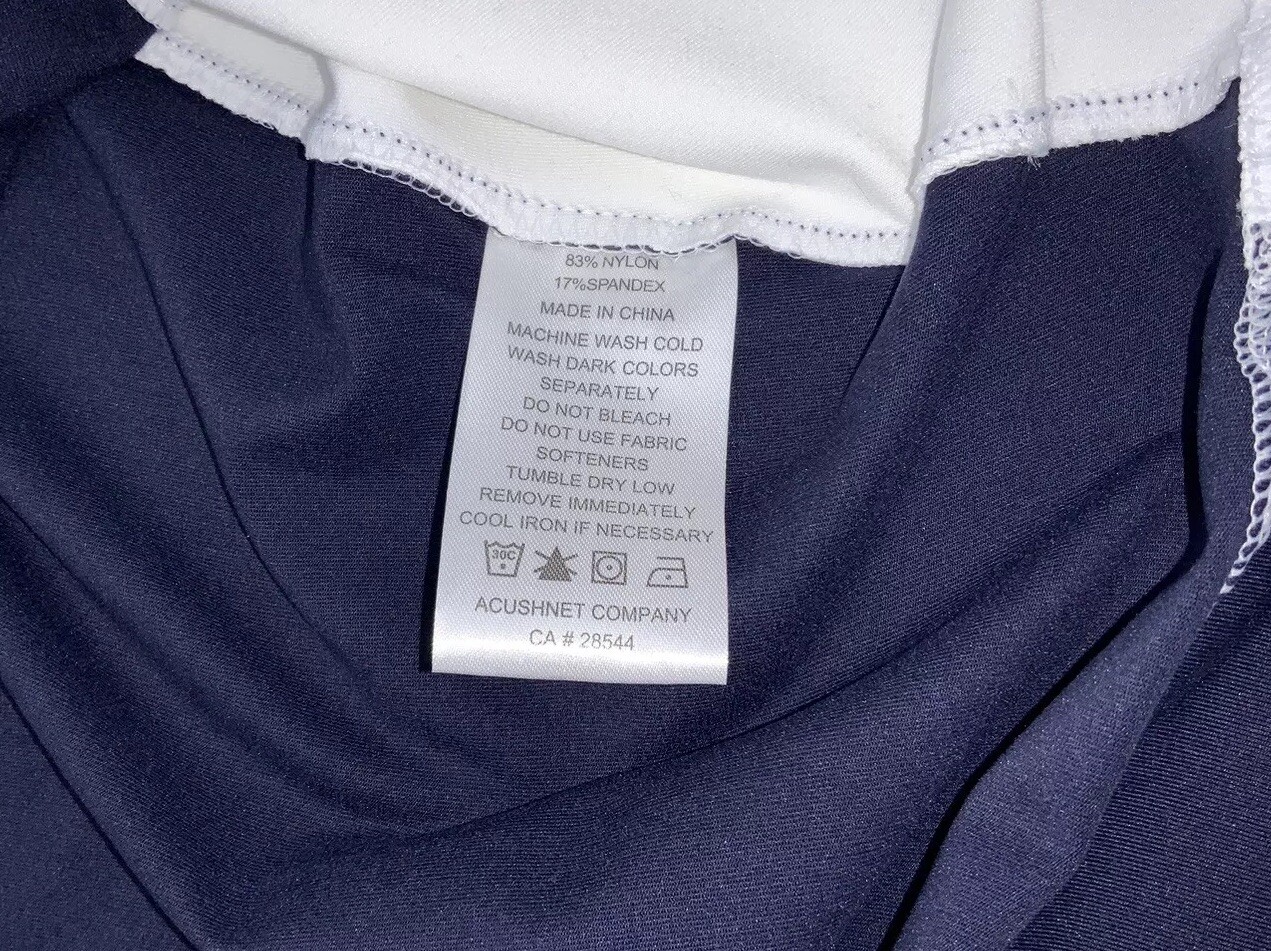 83% NYLON
17%SPANDEX
MADE IN CHINA
MACHINE WASH COLD
WASH DARK COLORS
SEPARATELY
DO NOT BLEACH
DO NOT USE FABRIC
SOFTENERS
TUMBLE DRY LOW
REMOVE IMMEDIATELY
COOL IRON IF NECESSARY
30C
ACUSHNET COMPANY
CA # 28544